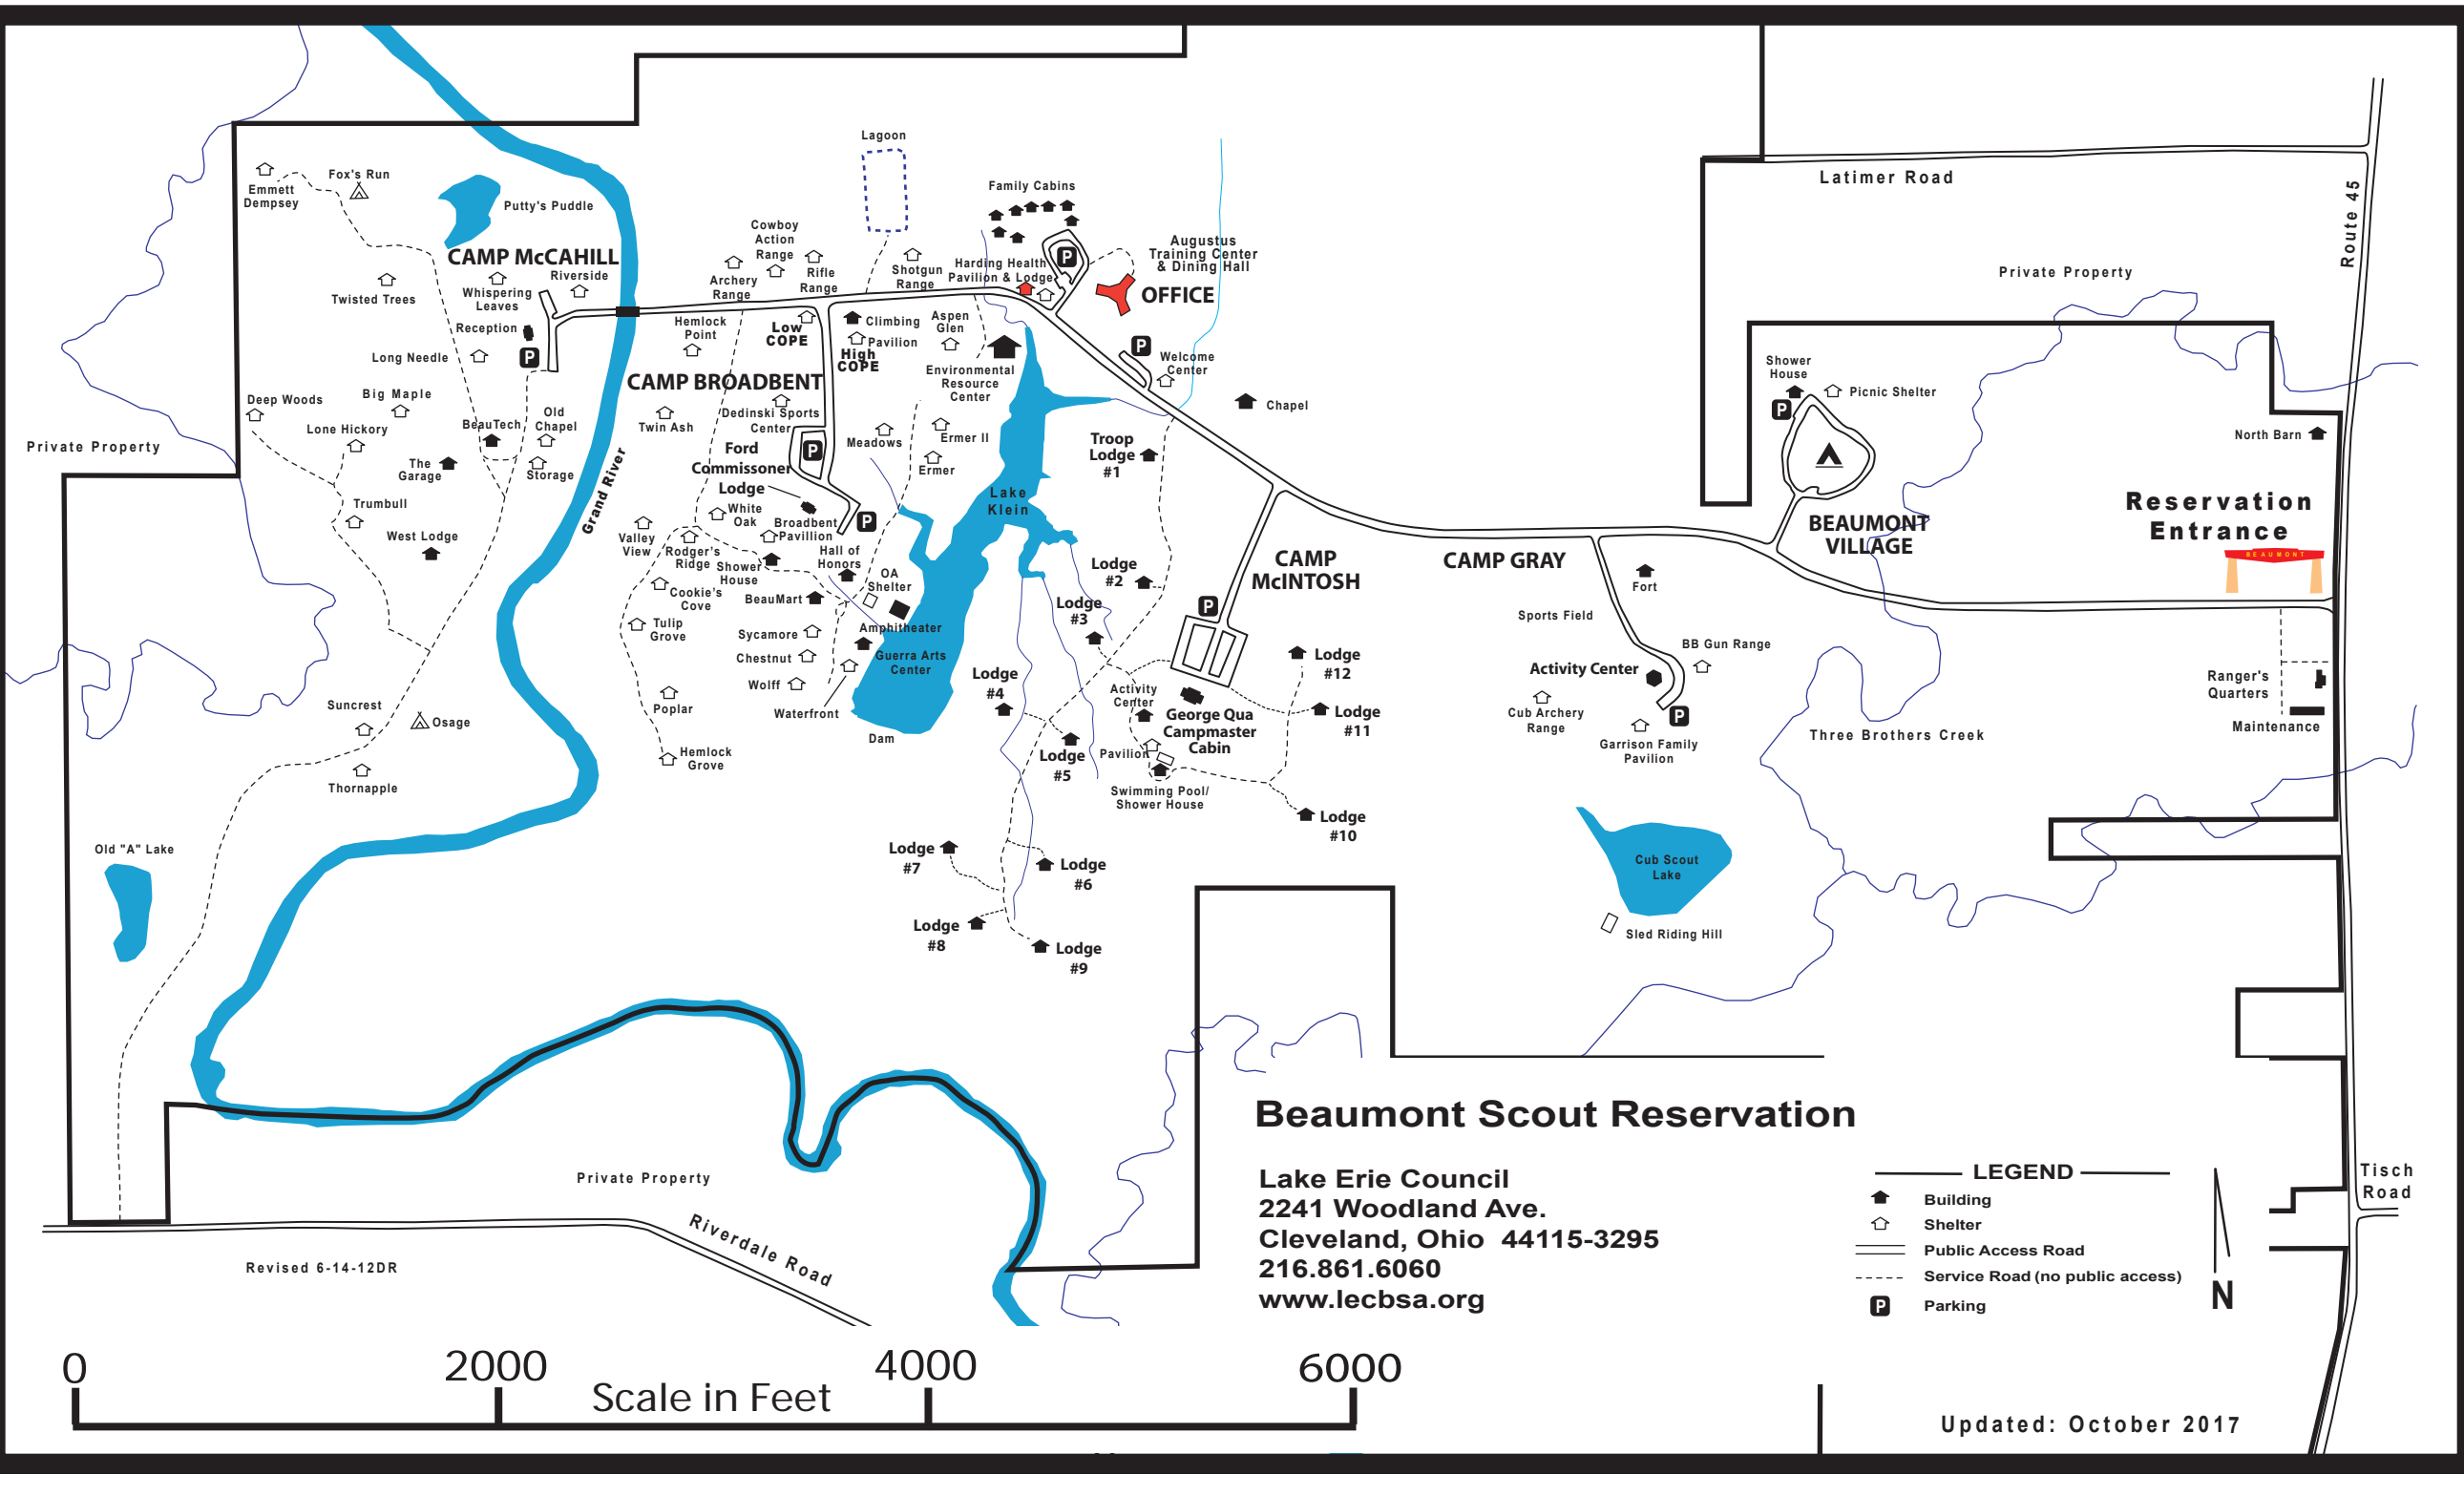 Lagoon
Emmett
Dempsey
Fox's Run
Putty's Puddle
CAMP McCAHILL
Riverside
Twisted Trees
Whispering
Leaves
Reception
P
Long Needle
Deep Woods
Big Maple
Lone Hickory
BeauTech
Old
Chapel
The
Garage
Storage
Trumbull
West Lodge
Private Property
Suncrest
Osage
Thornapple
Old "A" Lake
Grand River
Cowboy
Action
Range
Archery
Range
Rifle
Range
Shotgun
Range
Family Cabins
Harding Health
Pavilion & Lodge
P
Augustus
Training Center
& Dining Hall
OFFICE
Hemlock
Point
Low
COPE
Climbing
Pavilion
High
COPE
Aspen
Glen
Environmental
Resource
Center
P
Welcome
Center
Chapel
CAMP BROADBENT
Twin Ash
Dedinski Sports
Center
Ford
Commissoner
Lodge
P
Meadows
Ermer II
Ermer
White
Oak
Broadbent
Pavillion
P
Valley
View
Rodger's
Ridge
Shower
House
Hall of
Honors
OA
Shelter
Cookie's
Cove
BeauMart
Tulip
Grove
Sycamore
Amphitheater
Chestnut
Guerra Arts
Center
Wolff
Poplar
Waterfront
Dam
Hemlock
Grove
Lake
Klein
Troop
Lodge
#1
Lodge
#2
Lodge
#3
Lodge
#4
Lodge
#5
Lodge
#6
Lodge
#7
Lodge
#8
Lodge
#9
Lodge
#10
Lodge
#11
Lodge
#12
CAMP
McINTOSH
P
Activity
Center
George Qua
Campmaster
Cabin
Pavilion
Swimming Pool/
Shower House
CAMP GRAY
Fort
Sports Field
BB Gun Range
Activity Center
Cub Archery
Range
P
Garrison Family
Pavilion
Cub Scout
Lake
Sled Riding Hill
Latimer Road
Route 45
Private Property
Shower
House
Picnic Shelter
P
BEAUMONT
VILLAGE
North Barn
Reservation
Entrance
BEAUMONT
Ranger's
Quarters
Maintenance
Three Brothers Creek
Private Property
Riverdale Road
Revised 6-14-12DR
Tisch
Road
Beaumont Scout Reservation
Lake Erie Council
2241 Woodland Ave.
Cleveland, Ohio 44115-3295
216.861.6060
www.lecbsa.org
LEGEND
Building
Shelter
Public Access Road
Service Road (no public access)
P Parking
N
0 2000 4000 6000
Scale in Feet
Updated: October 2017